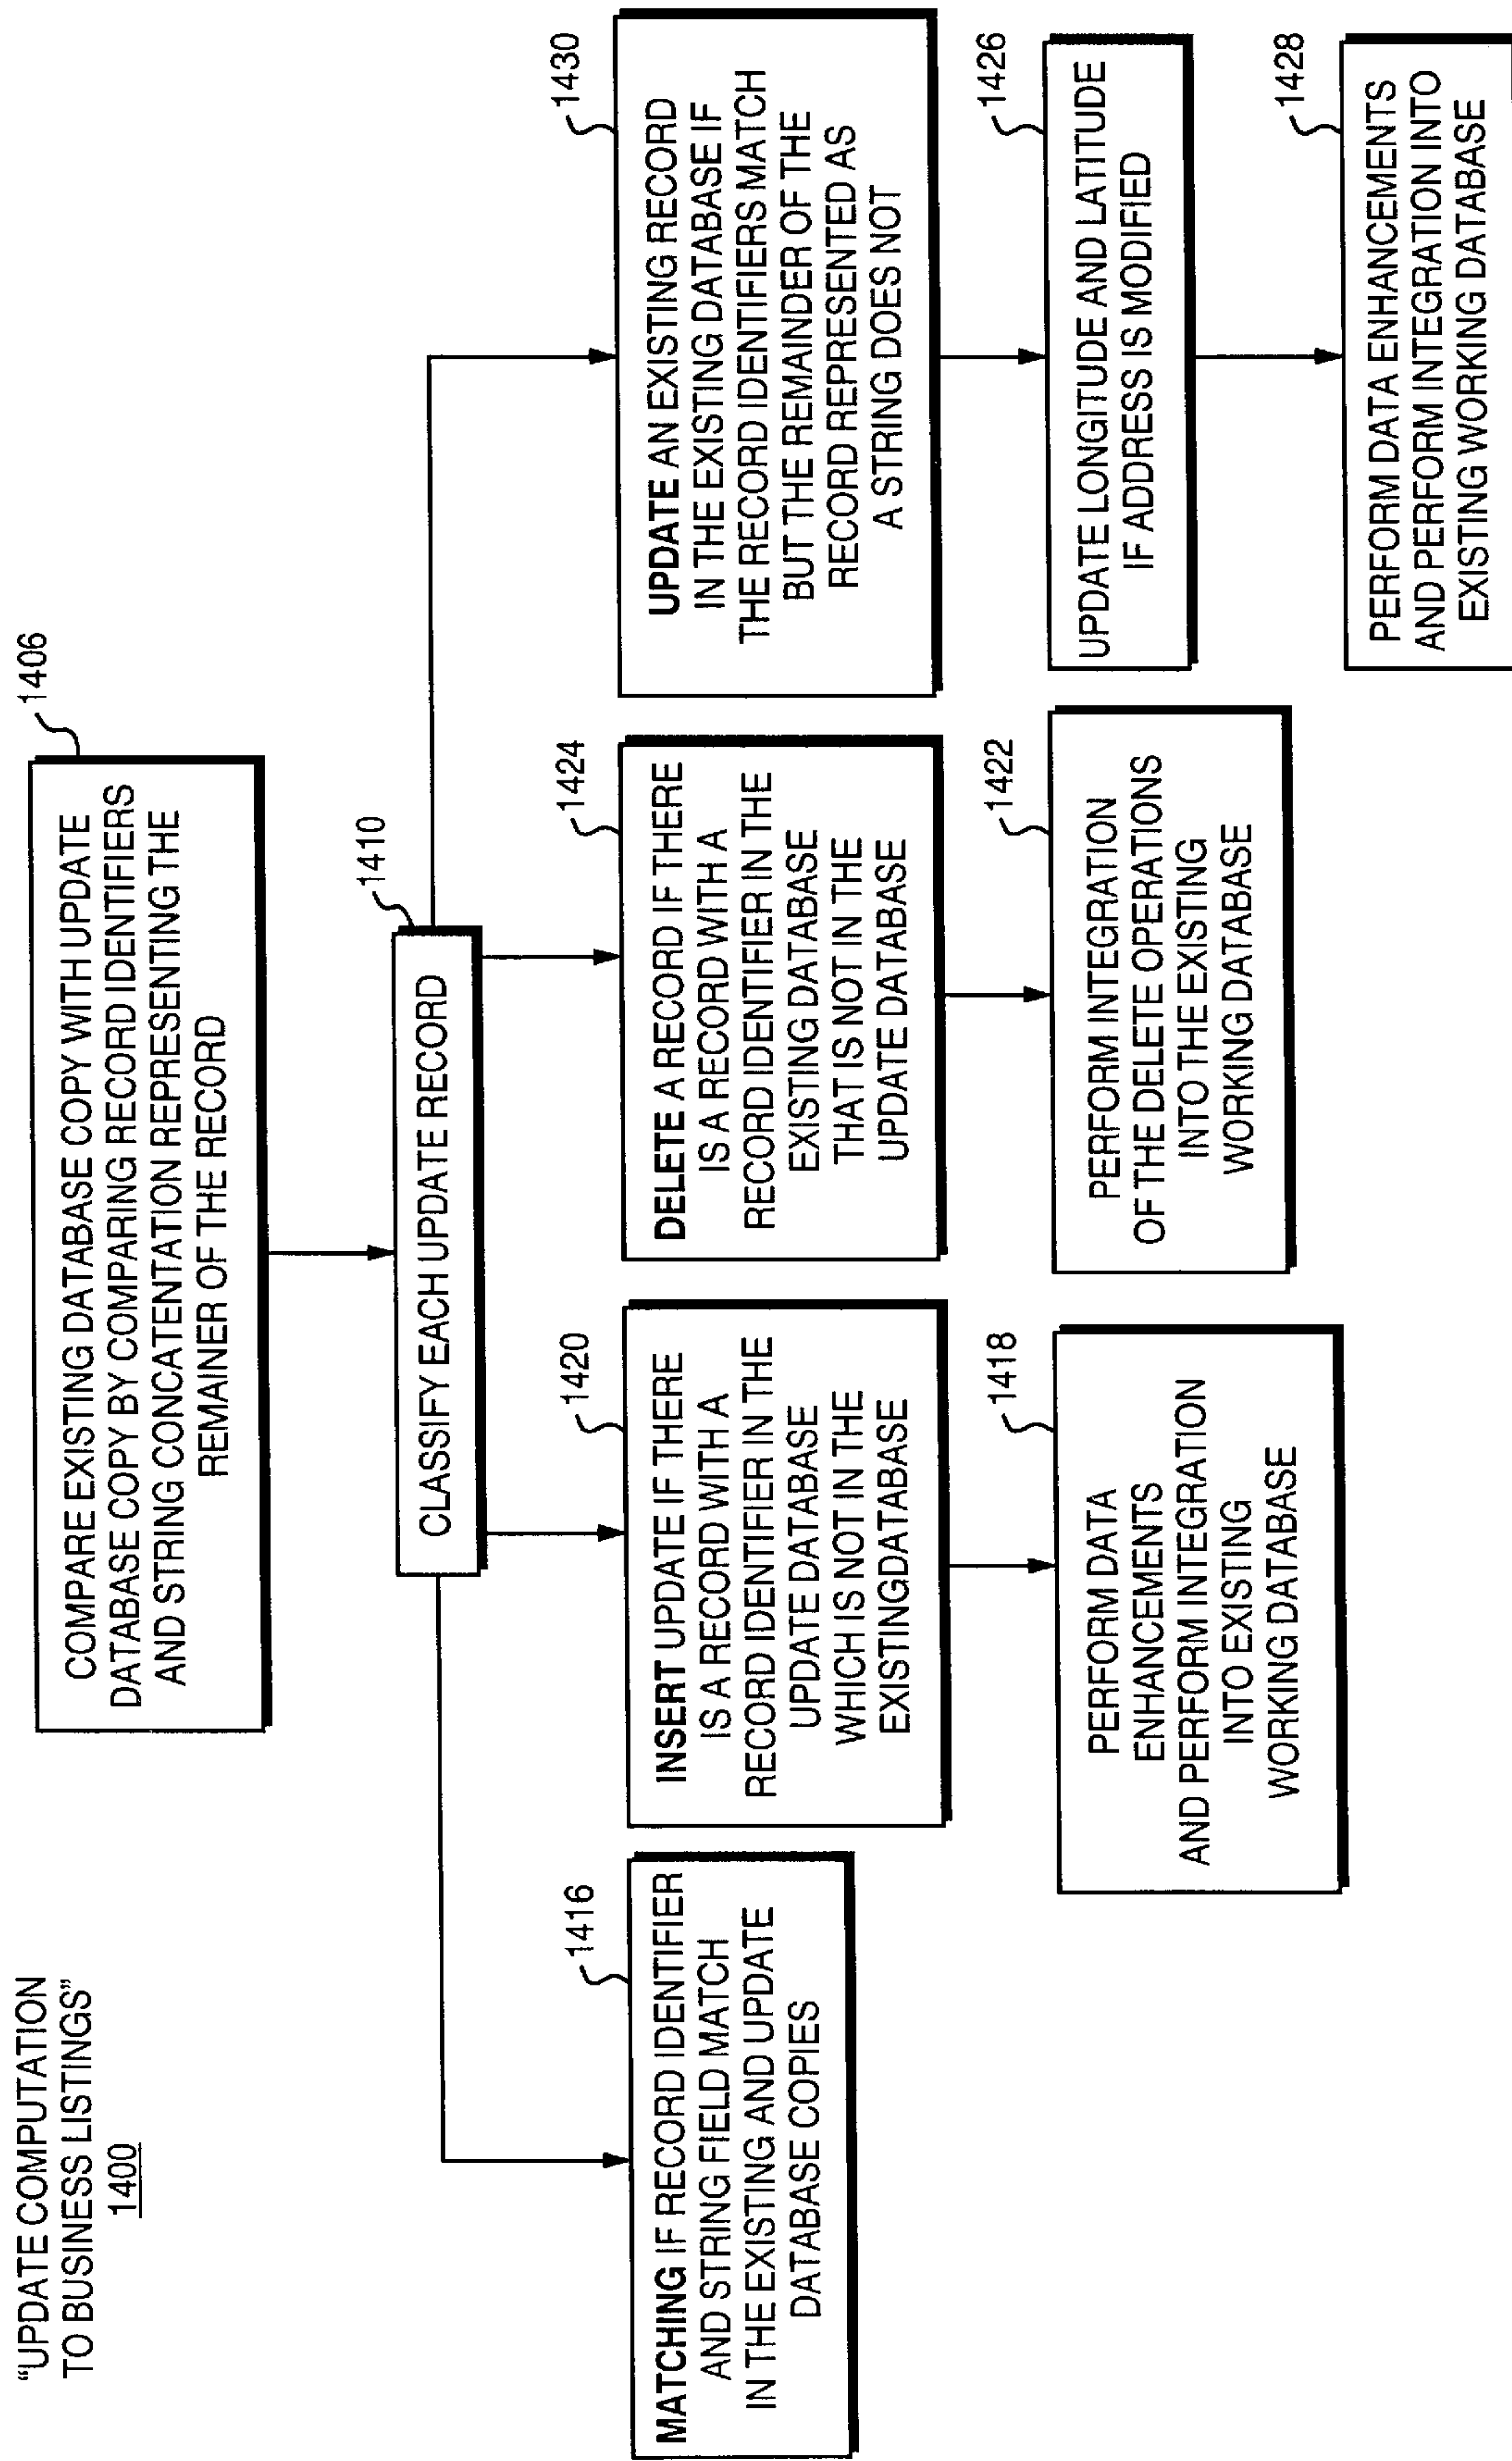 "UPDATE COMPUTATION
TO BUSINESS LISTINGS"
1400
1406
COMPARE EXISTING DATABASE COPY WITH UPDATE
DATABASE COPY BY COMPARING RECORD IDENTIFIERS
AND STRING CONCATENTATION REPRESENTING THE
REMAINER OF THE RECORD
1410
CLASSIFY EACH UPDATE RECORD
1416
MATCHING IF RECORD IDENTIFIER
AND STRING FIELD MATCH
IN THE EXISTING AND UPDATE
DATABASE COPIES
1420
INSERT UPDATE IF THERE
IS A RECORD WITH A
RECORD IDENTIFIER IN THE
UPDATE DATABASE
WHICH IS NOT IN THE
EXISTINGDATABASE
1424
DELETE A RECORD IF THERE
IS A RECORD WITH A
RECORD IDENTIFIER IN THE
EXISTING DATABASE
THAT IS NOT IN THE
UPDATE DATABASE
1430
UPDATE AN EXISTING RECORD
IN THE EXISTING DATABASE IF
THE RECORD IDENTIFIERS MATCH
BUT THE REMAINDER OF THE
RECORD REPRESENTED AS
A STRING DOES NOT
1418
PERFORM DATA
ENHANCEMENTS
AND PERFORM INTEGRATION
INTO EXISTING
WORKING DATABASE
1422
PERFORM INTEGRATION
OF THE DELETE OPERATIONS
INTO THE EXISTING
WORKING DATABASE
1426
UPDATE LONGITUDE AND LATITUDE
IF ADDRESS IS MODIFIED
1428
PERFORM DATA ENHANCEMENTS
AND PERFORM INTEGRATION INTO
EXISTING WORKING DATABASE